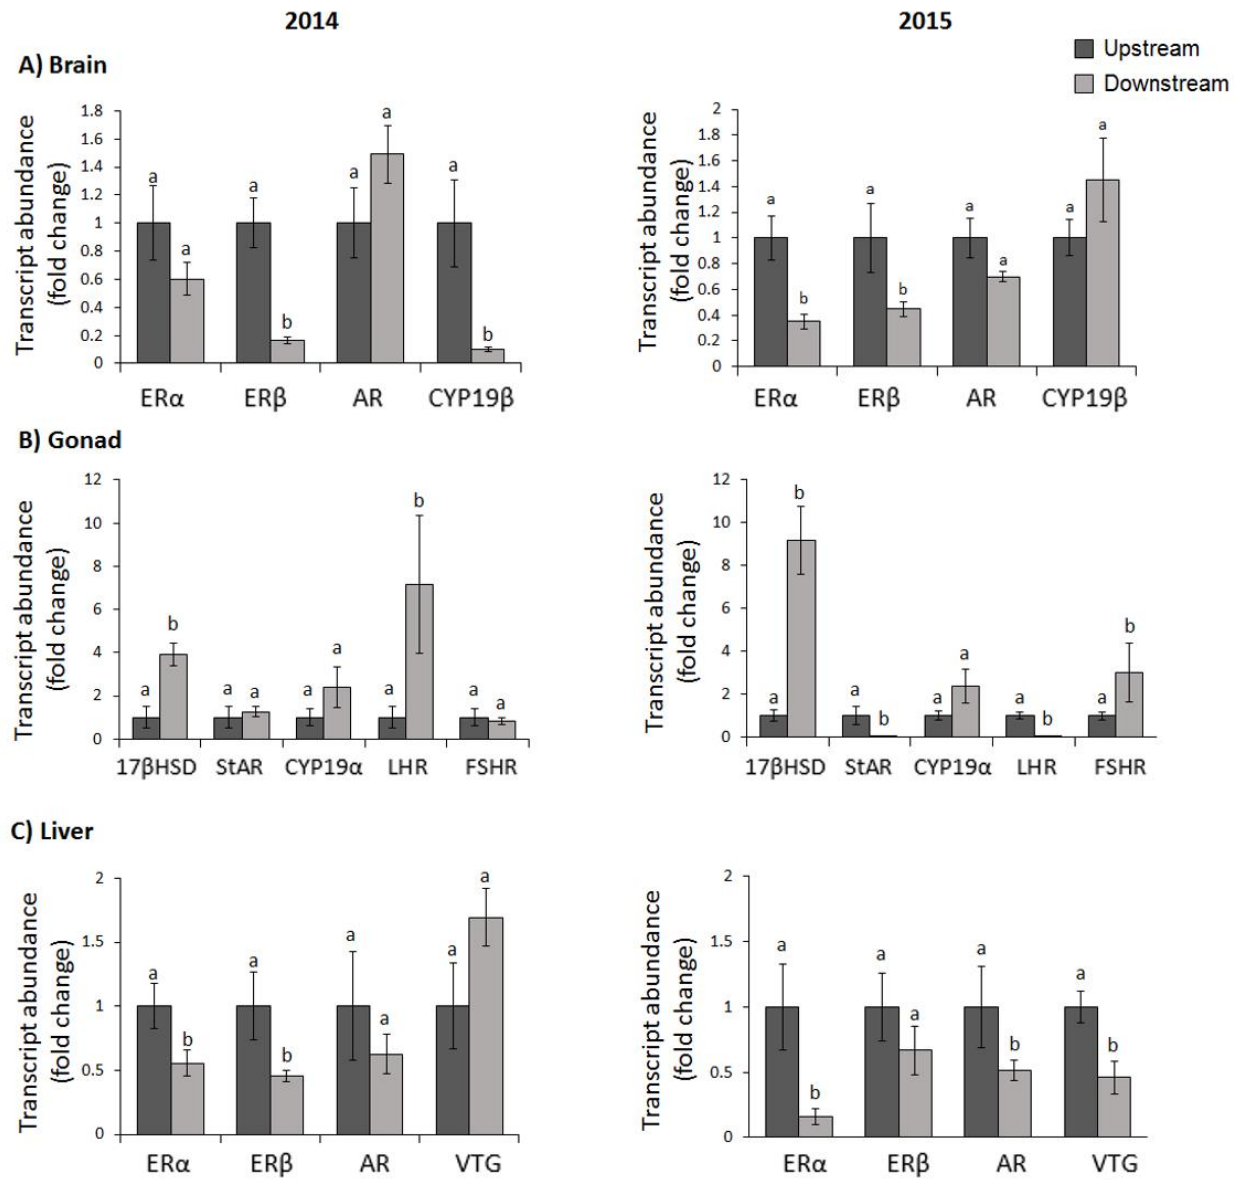 2014
2015
Upstream
Downstream
A) Brain
Transcript abundance
(fold change)
1.8
1.6
1.4
1.2
1
0.8
0.6
0.4
0.2
0
a
a
a
b
a
a
a
b
ERα
ERβ
AR
CYP19β
Transcript abundance
(fold change)
2
1.8
1.6
1.4
1.2
1
0.8
0.6
0.4
0.2
0
a
b
a
b
a
a
a
a
ERα
ERβ
AR
CYP19β
B) Gonad
Transcript abundance
(fold change)
12
10
8
6
4
2
0
a
b
a
a
a
a
a
b
a
a
17βHSD
StAR
CYP19α
LHR
FSHR
Transcript abundance
(fold change)
12
10
8
6
4
2
0
a
b
a
b
a
a
a
b
a
b
17βHSD
StAR
CYP19α
LHR
FSHR
C) Liver
Transcript abundance
(fold change)
2
1.5
1
0.5
0
a
b
a
b
a
a
a
a
ERα
ERβ
AR
VTG
Transcript abundance
(fold change)
2
1.5
1
0.5
0
a
b
a
a
a
b
a
b
ERα
ERβ
AR
VTG